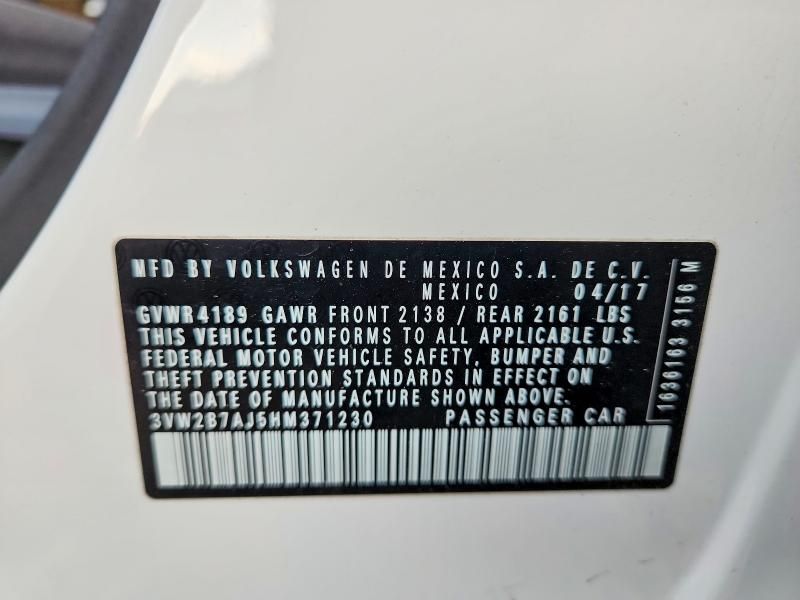 MFD BY VOLKSWAGEN DE MEXICO S.A. DE C.V.
MEXICO 04/17
GVWR 4189 GAWR FRONT 2138 / REAR 2161 LBS
THIS VEHICLE CONFORMS TO ALL APPLICABLE U.S.
FEDERAL MOTOR VEHICLE SAFETY, BUMPER AND
THEFT PREVENTION STANDARDS IN EFFECT ON
THE DATE OF MANUFACTURE SHOWN ABOVE.
3VW2B7AJ5HM371230 PASSENGER CAR
1636163 3156 M